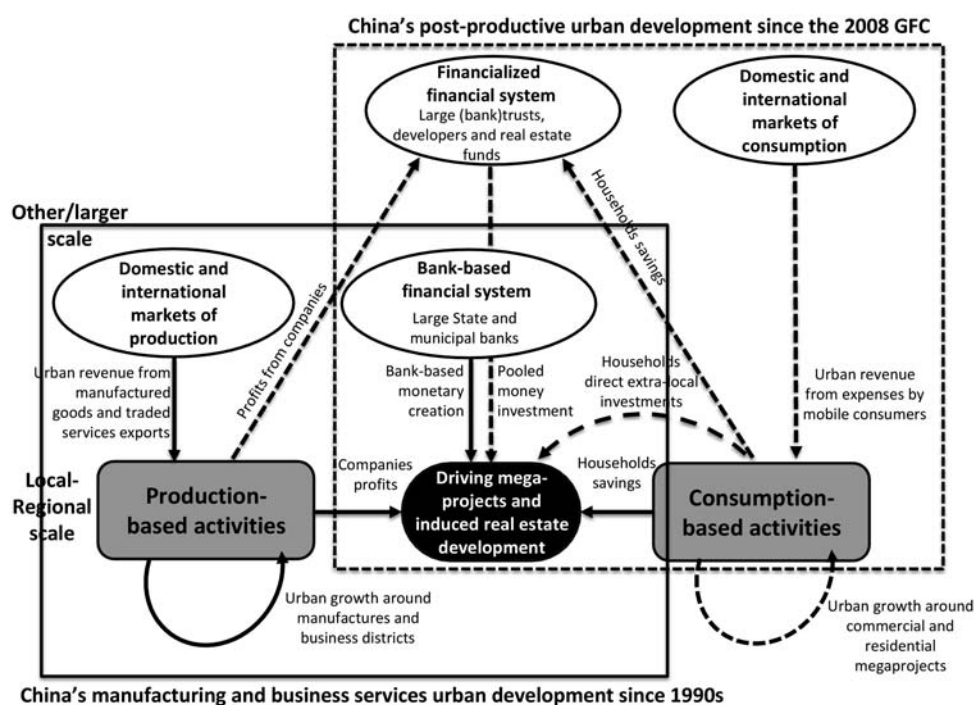 China's post-productive urban development since the 2008 GFC
Financialized
financial system
Large (bank)trusts,
developers and real estate
funds
Domestic and
international
markets of
consumption
Other/larger
scale
Domestic and
international
markets of
production
Bank-based
financial system
Large State and
municipal banks
Profits from companies
Households savings
Urban revenue from
manufactured
goods and traded
services exports
Bank-based
monetary
creation
Pooled
money
investment
Households
direct extra-local
investments
Urban revenue
from expenses by
mobile consumers
Local-
Regional
scale
Production-
based activities
Companies
profits
Driving mega-
projects and
induced real estate
development
Households
savings
Consumption-
based activities
Urban growth around
manufactures and
business districts
Urban growth around
commercial and
residential
megaprojects
China's manufacturing and business services urban development since 1990s